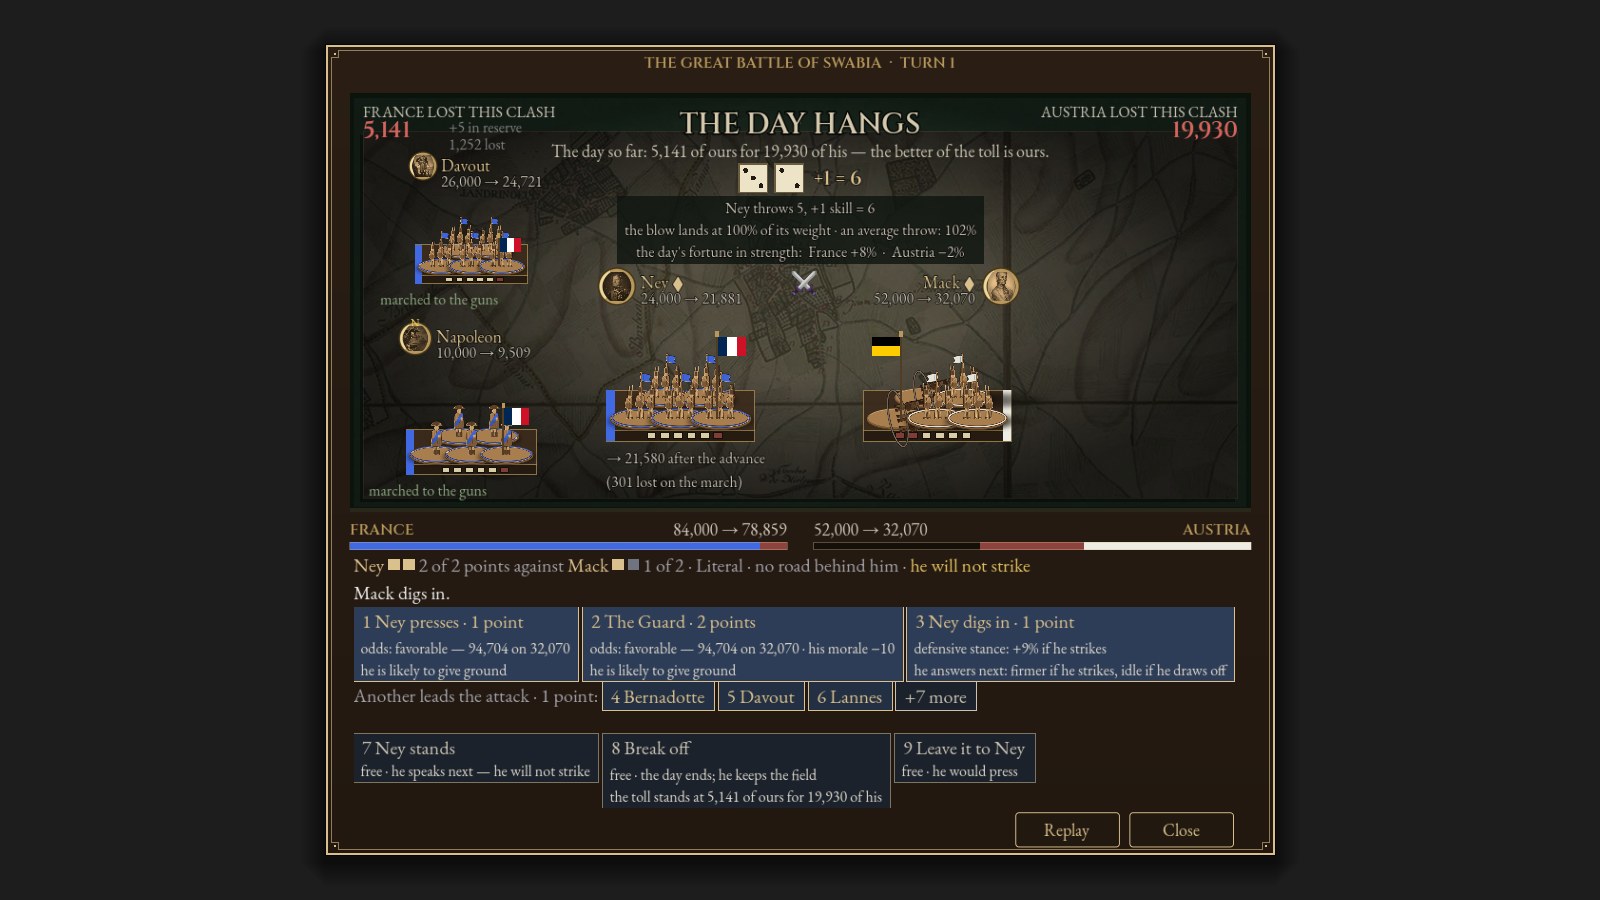 THE GREAT BATTLE OF SWABIA · TURN 1
FRANCE LOST THIS CLASH
5,141
+5 in reserve
1,252 lost
AUSTRIA LOST THIS CLASH
19,930
THE DAY HANGS
The day so far: 5,141 of ours for 19,930 of his — the better of the toll is ours.
+1 = 6
Ney throws 5, +1 skill = 6
the blow lands at 100% of its weight · an average throw: 102%
the day's fortune in strength: France +8% · Austria −2%
Davout
26,000 → 24,721
marched to the guns
N
Napoleon
10,000 → 9,509
marched to the guns
Ney
24,000 → 21,881
→ 21,580 after the advance
(301 lost on the march)
Mack
52,000 → 32,070
FRANCE
84,000 → 78,859
52,000 → 32,070
AUSTRIA
Ney 2 of 2 points against Mack 1 of 2 · Literal · no road behind him · he will not strike
Mack digs in.
1 Ney presses · 1 point
odds: favorable — 94,704 on 32,070
he is likely to give ground
2 The Guard · 2 points
odds: favorable — 94,704 on 32,070 · his morale −10
he is likely to give ground
3 Ney digs in · 1 point
defensive stance: +9% if he strikes
he answers next: firmer if he strikes, idle if he draws off
Another leads the attack · 1 point: 4 Bernadotte 5 Davout 6 Lannes +7 more
7 Ney stands
free · he speaks next — he will not strike
8 Break off
free · the day ends; he keeps the field
the toll stands at 5,141 of ours for 19,930 of his
9 Leave it to Ney
free · he would press
Replay
Close